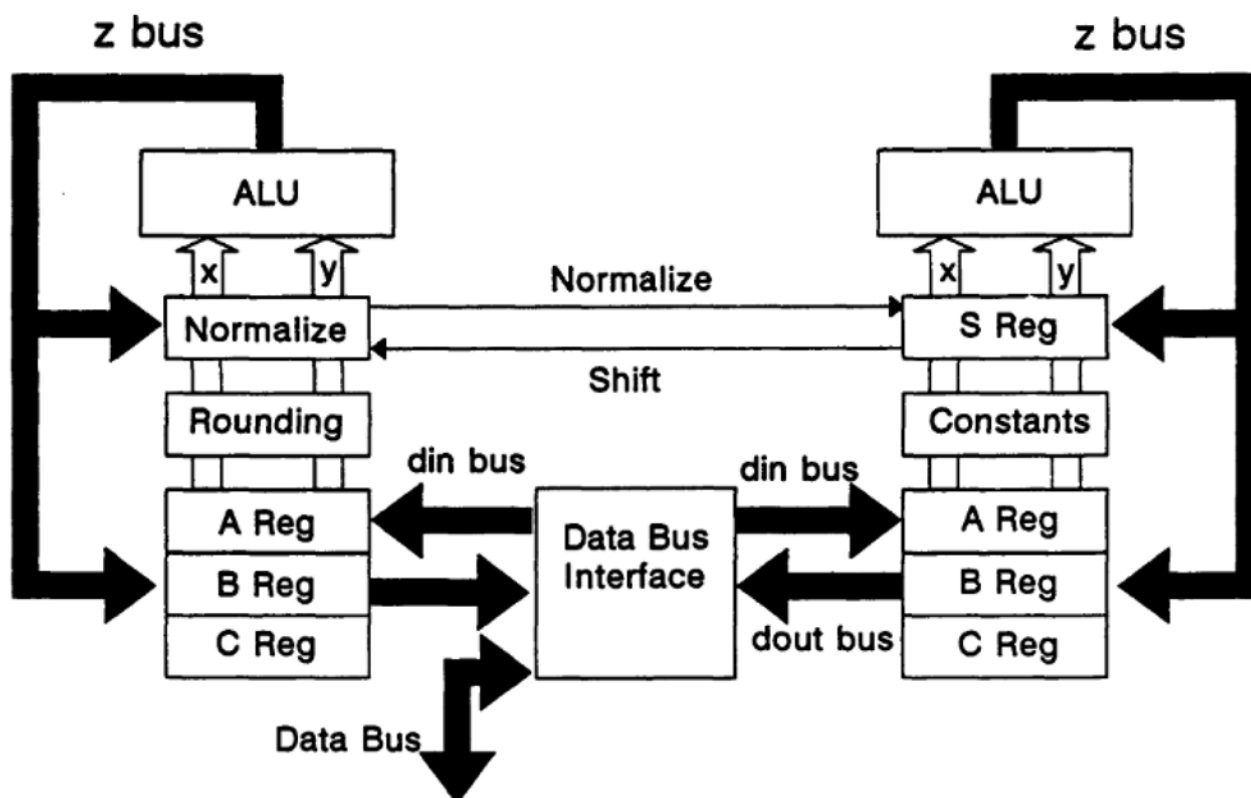 z bus
z bus
ALU
ALU
x
y
x
y
Normalize
Normalize
S Reg
Shift
Rounding
Constants
din bus
din bus
A Reg
Data Bus
Interface
A Reg
B Reg
B Reg
C Reg
dout bus
C Reg
Data Bus